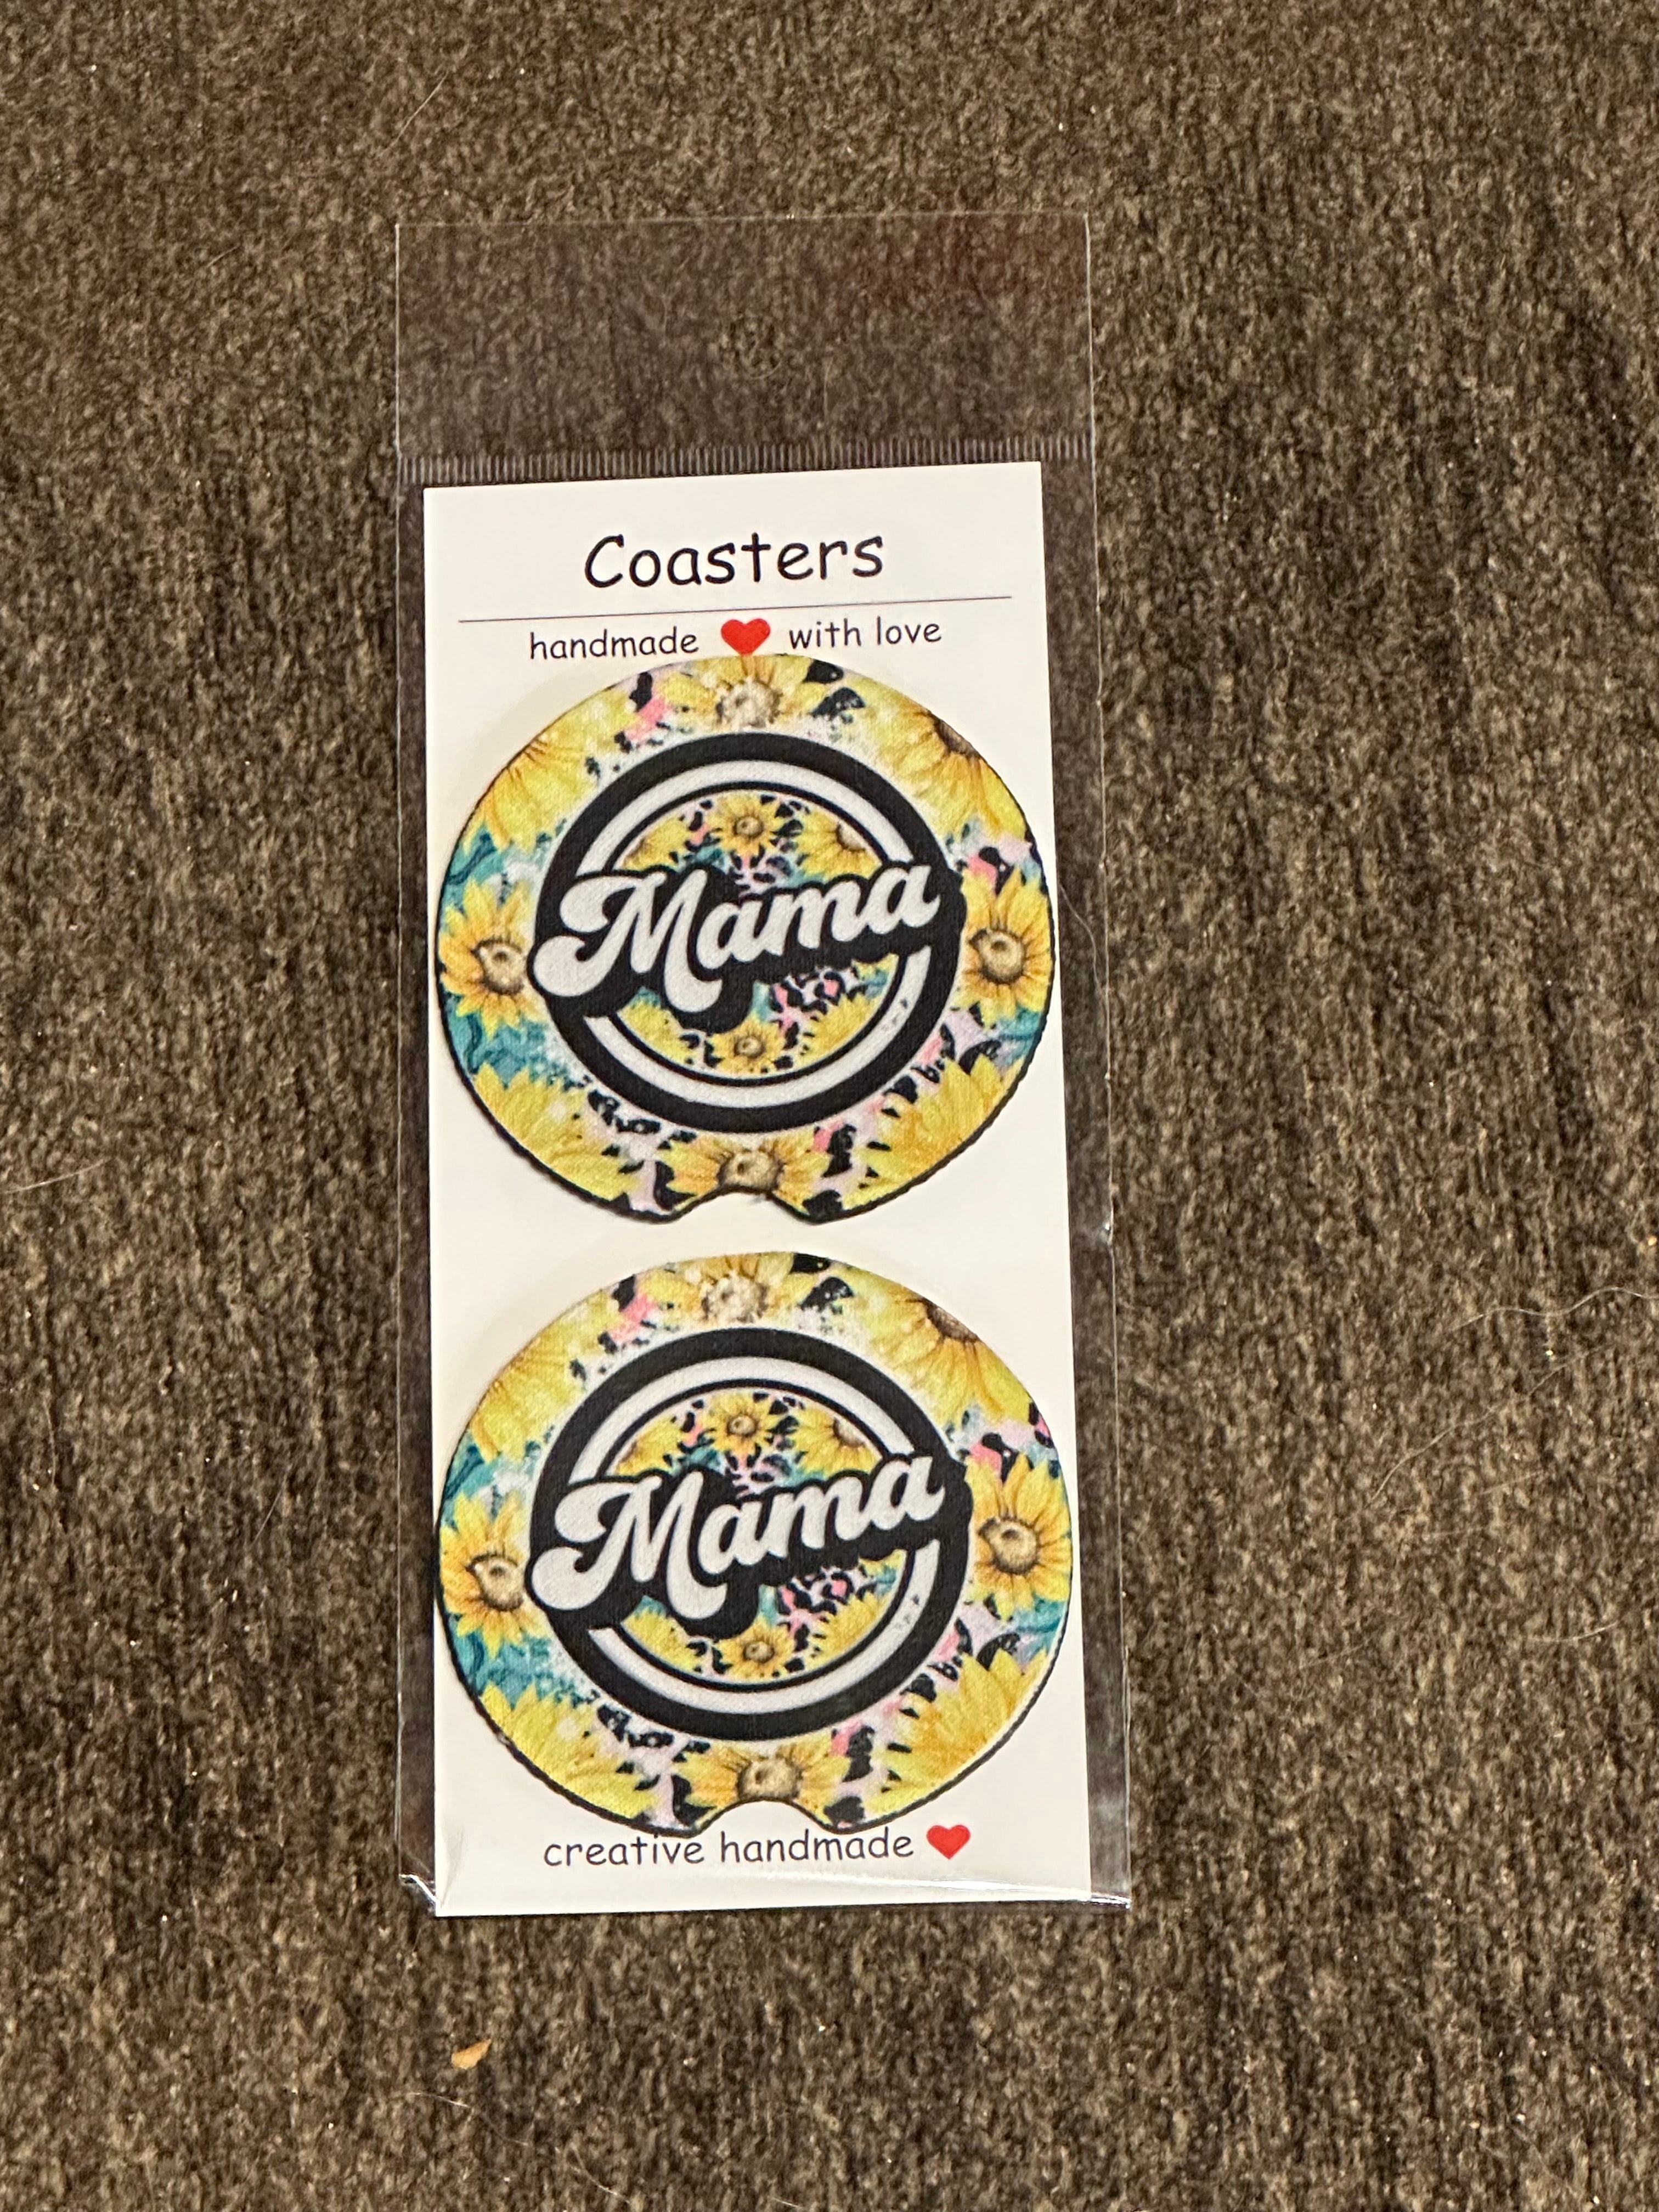 Coasters
handmade ❤ with love
Mama
Mama
creative handmade ❤